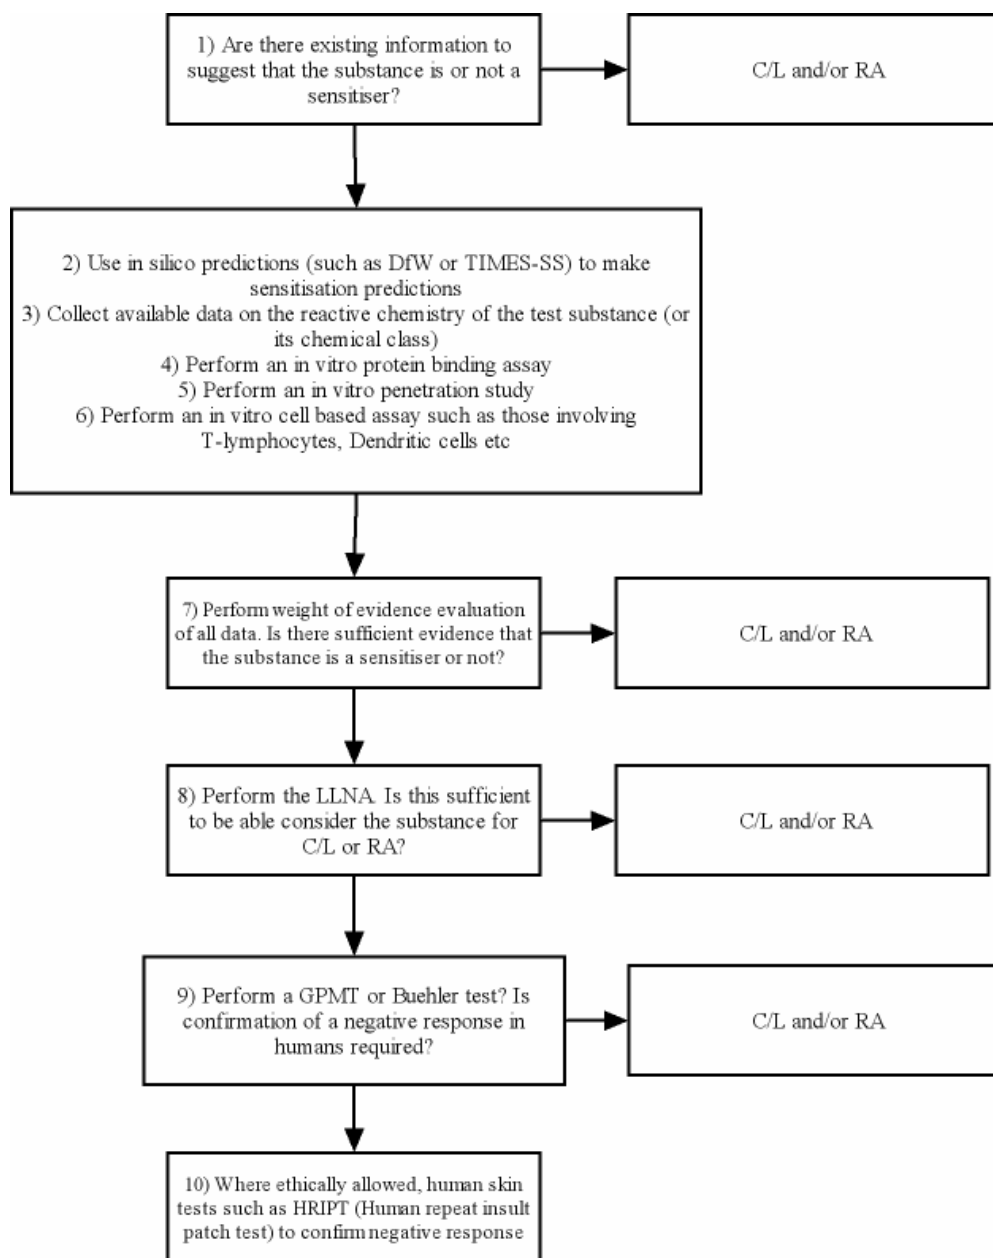 1) Are there existing information to
suggest that the substance is or not a
sensitiser?
C/L and/or RA
2) Use in silico predictions (such as DfW or TIMES-SS) to make
sensitisation predictions
3) Collect available data on the reactive chemistry of the test substance (or
its chemical class)
4) Perform an in vitro protein binding assay
5) Perform an in vitro penetration study
6) Perform an in vitro cell based assay such as those involving
T-lymphocytes, Dendritic cells etc
7) Perform weight of evidence evaluation
of all data. Is there sufficient evidence that
the substance is a sensitiser or not?
C/L and/or RA
8) Perform the LLNA. Is this sufficient
to be able consider the substance for
C/L or RA?
C/L and/or RA
9) Perform a GPMT or Buehler test? Is
confirmation of a negative response in
humans required?
C/L and/or RA
10) Where ethically allowed, human skin
tests such as HRIPT (Human repeat insult
patch test) to confirm negative response